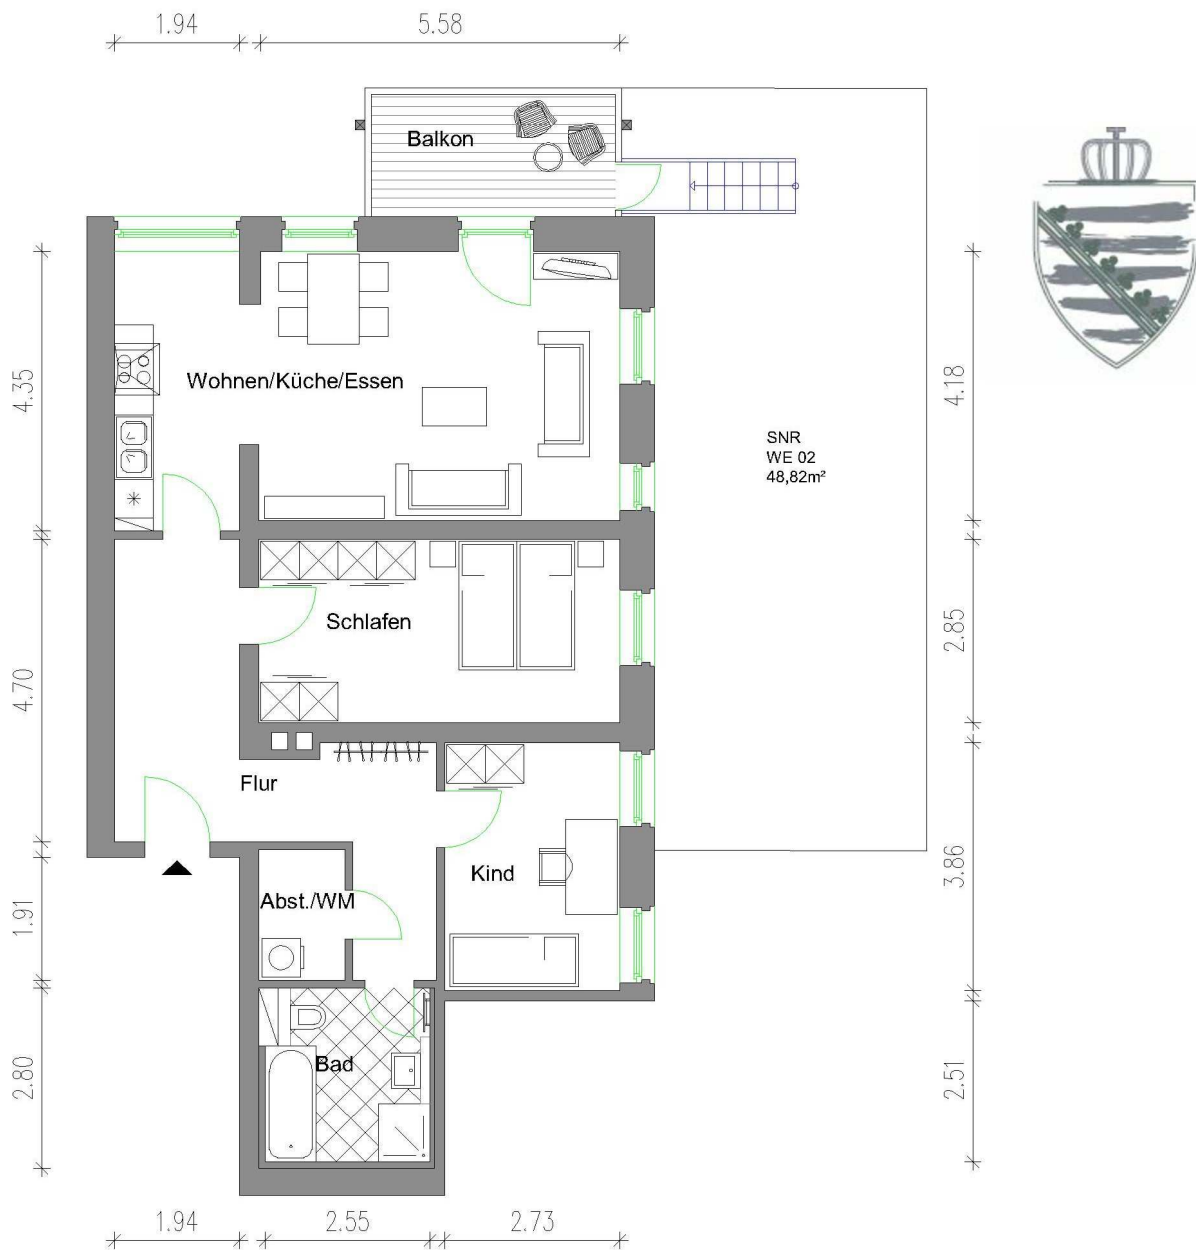 1.94
5.58
Balkon
4.35
Wohnen/Küche/Essen
4.18
SNR
WE 02
48,82m²
4.70
Schlafen
2.85
Flur
Kind
3.86
Abst./WM
1.91
Bad
2.80
2.51
1.94
2.55
2.73